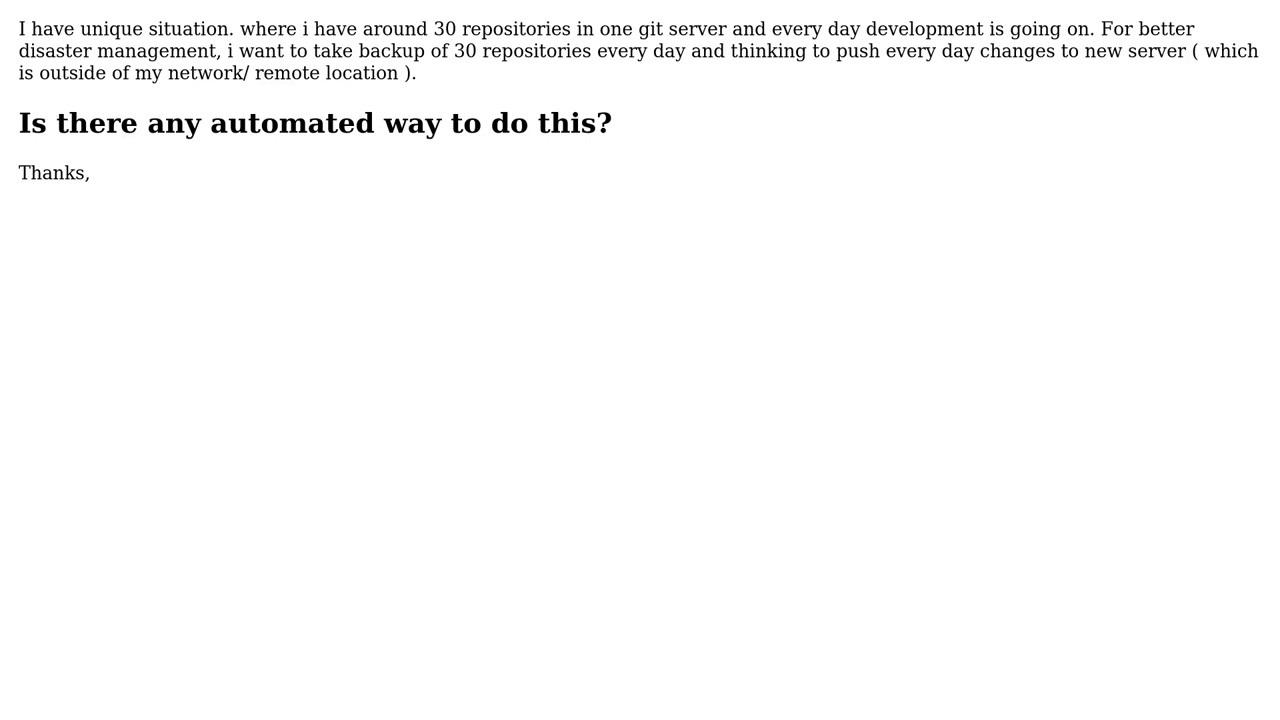 I have unique situation. where i have around 30 repositories in one git server and every day development is going on. For better
disaster management, i want to take backup of 30 repositories every day and thinking to push every day changes to new server ( which
is outside of my network/ remote location ).
Is there any automated way to do this?
Thanks,